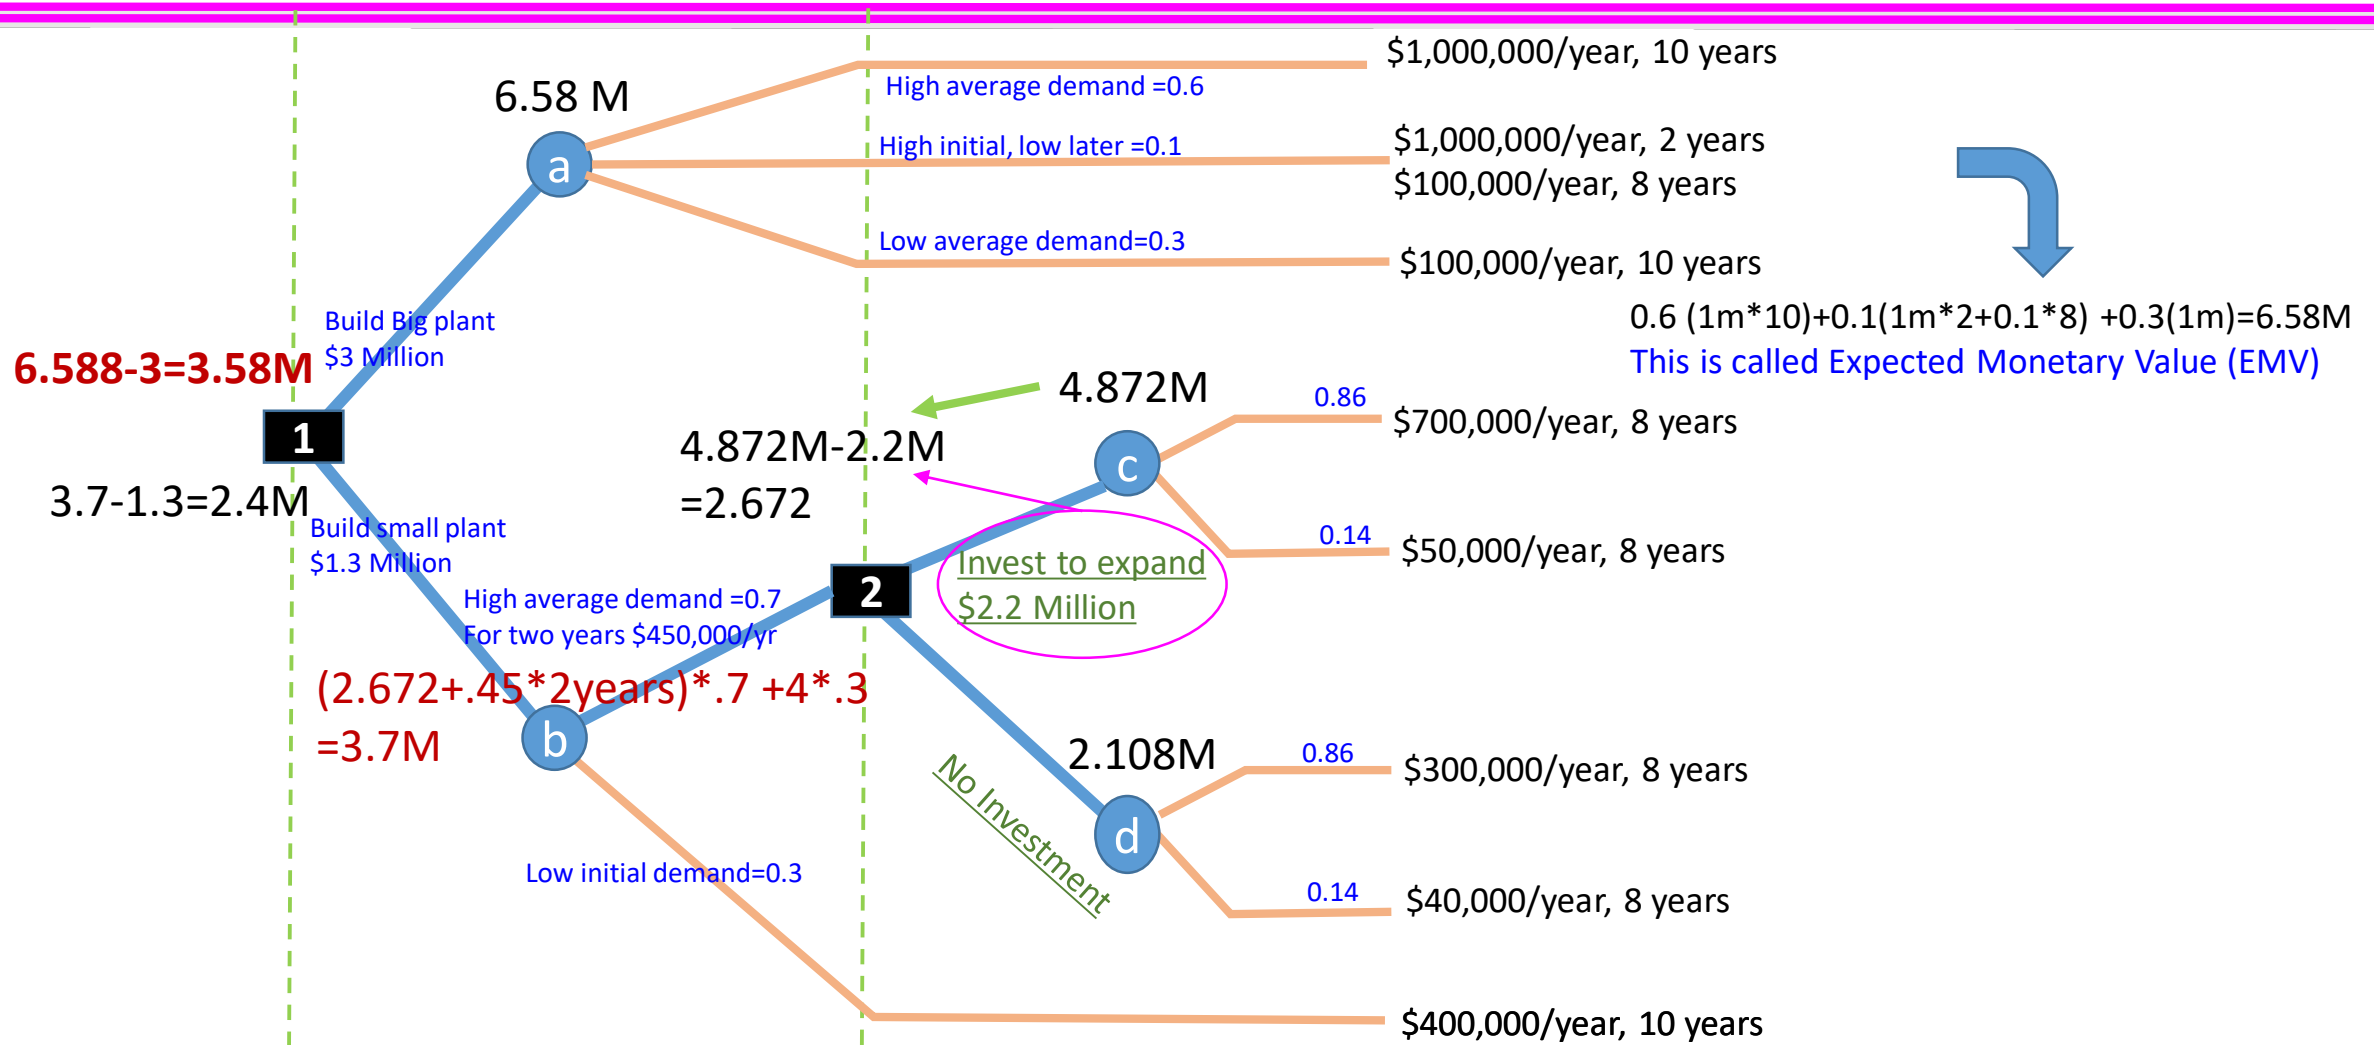 $1,000,000/year, 10 years
6.58 M
High average demand =0.6
a
High initial, low later =0.1
$1,000,000/year, 2 years
$100,000/year, 8 years
Low average demand=0.3
$100,000/year, 10 years
0.6 (1m*10)+0.1(1m*2+0.1*8) +0.3(1m)=6.58M
This is called Expected Monetary Value (EMV)
Build Big plant
$3 Million
6.588-3=3.58M
1
3.7-1.3=2.4M
Build small plant
$1.3 Million
4.872M
4.872M-2.2M
=2.672
c
0.86
$700,000/year, 8 years
0.14
$50,000/year, 8 years
Invest to expand
$2.2 Million
2
High average demand =0.7
For two years $450,000/yr
(2.672+.45*2years)*.7 +4*.3
=3.7M
b
2.108M
No Investment
d
0.86
$300,000/year, 8 years
0.14
$40,000/year, 8 years
Low initial demand=0.3
$400,000/year, 10 years